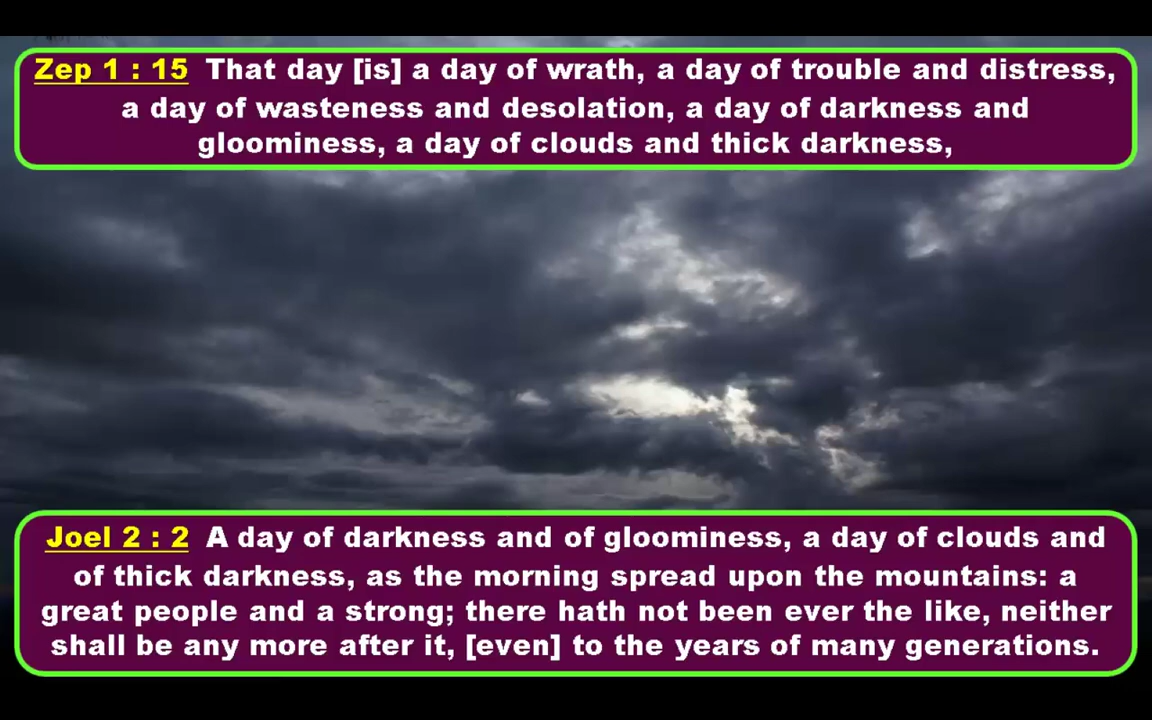 Zep 1 : 15 That day [is] a day of wrath, a day of trouble and distress,
a day of wasteness and desolation, a day of darkness and
gloominess, a day of clouds and thick darkness,
Joel 2 : 2 A day of darkness and of gloominess, a day of clouds and
of thick darkness, as the morning spread upon the mountains: a
great people and a strong; there hath not been ever the like, neither
shall be any more after it, [even] to the years of many generations.